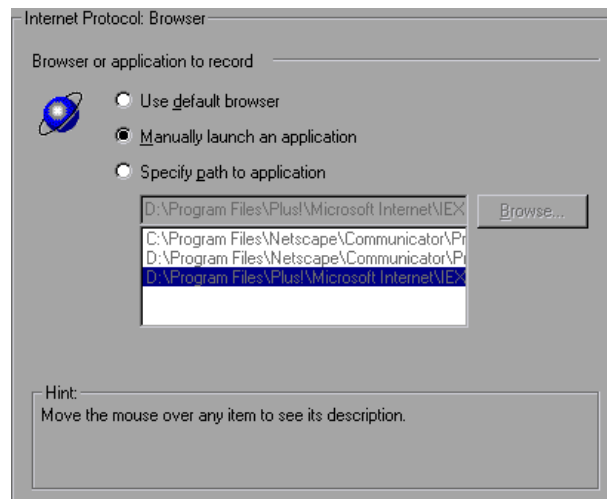 Internet Protocol: Browser
Browser or application to record
Use default browser
Manually launch an application
Specify path to application
D:\Program Files\Plus!\Microsoft Internet\IEX
Browse...
C:\Program Files\Netscape\Communicator\Pr
D:\Program Files\Netscape\Communicator\Pr
D:\Program Files\Plus!\Microsoft Internet\IEX
Hint:
Move the mouse over any item to see its description.